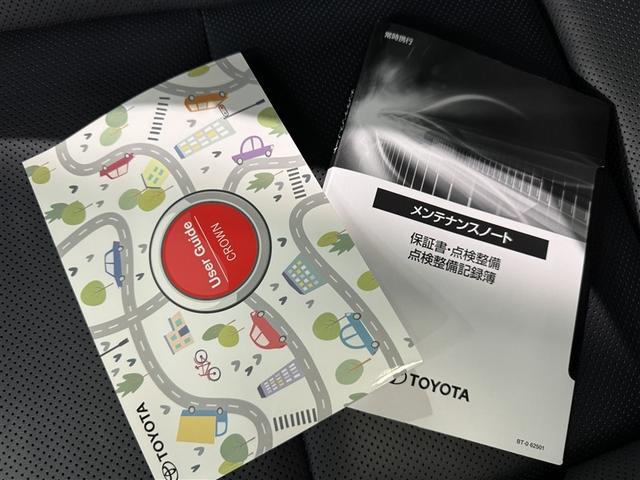 User Guide
CROWN
TOYOTA
常時携行
メンテナンスノート
保証書・点検整備
点検整備記録簿
TOYOTA
BT-0 62501